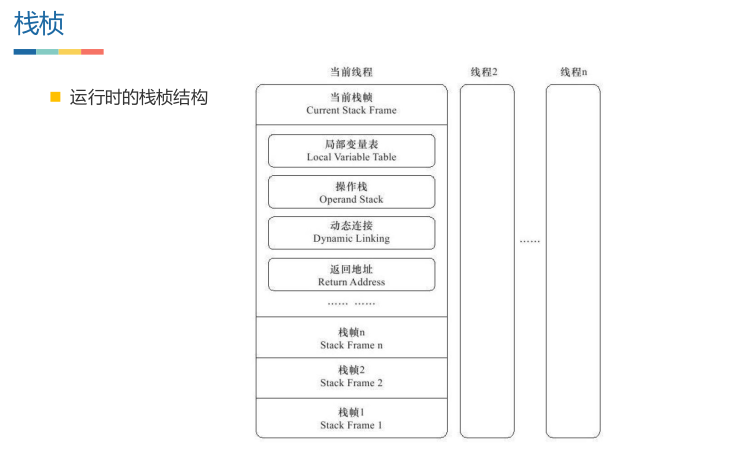 栈桢
运行时的栈桢结构
当前线程
线程2
线程n
当前栈帧
Current Stack Frame
局部变量表
Local Variable Table
操作栈
Operand Stack
动态连接
Dynamic Linking
返回地址
Return Address
…… ……
栈帧n
Stack Frame n
栈帧2
Stack Frame 2
栈帧1
Stack Frame 1
……